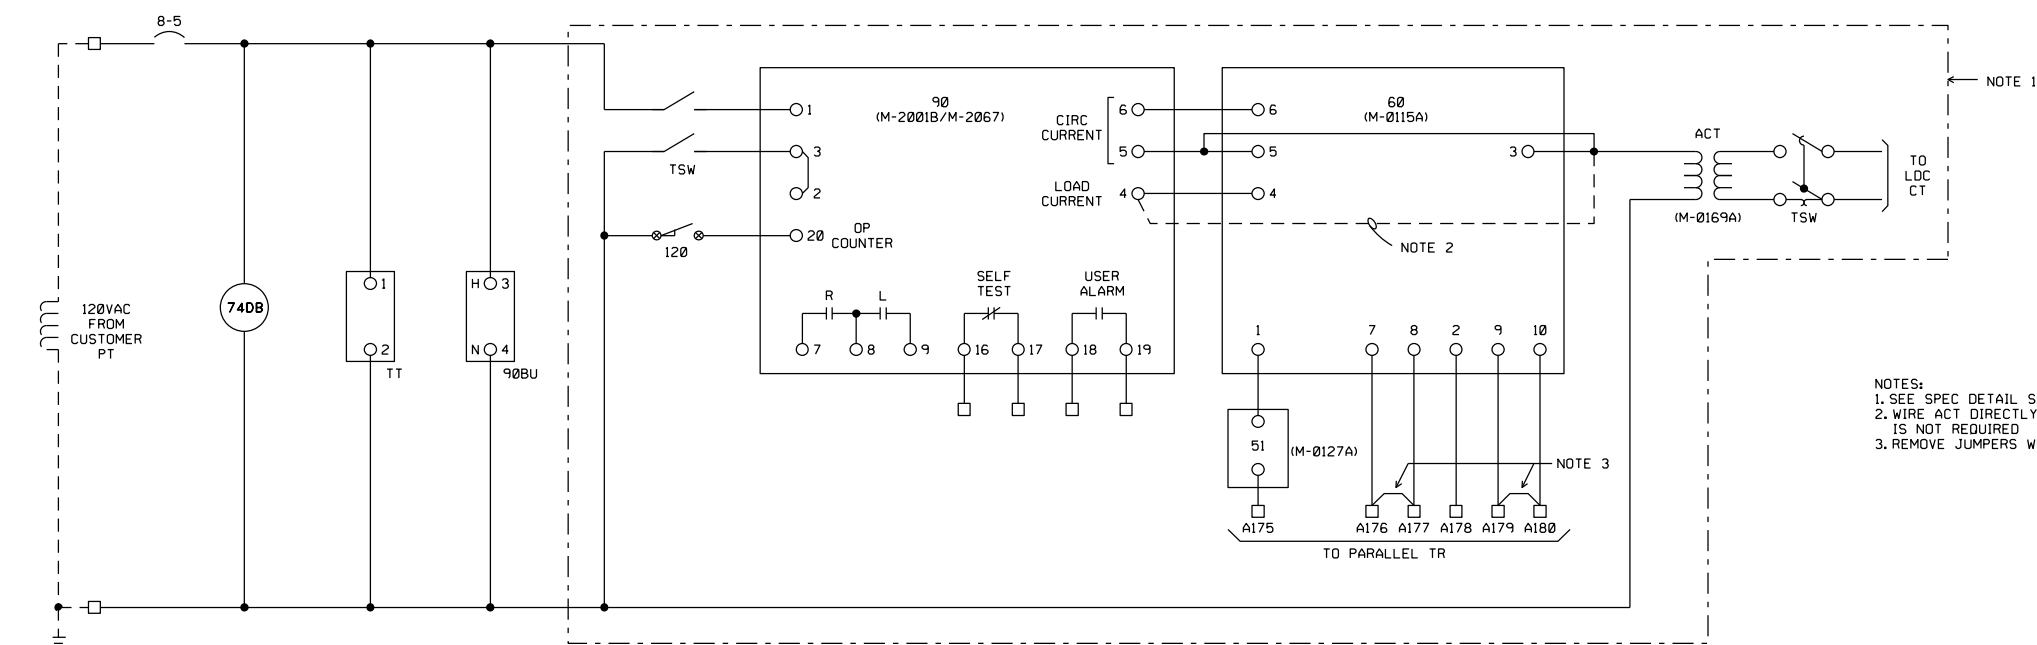 8-5
NOTE 1
90
(M-2001B/M-2067)
60
(M-0115A)
1
6
6
CIRC
CURRENT
ACT
3
5
5
3
TSW
TO
LDC
CT
2
LOAD
CURRENT
4
4
(M-0169A)
TSW
20
OP
COUNTER
120
NOTE 2
SELF
TEST
USER
ALARM
1
H
3
R
L
120VAC
FROM
CUSTOMER
PT
74DB
1
7
8
2
9
10
2
N
4
7
8
9
16
17
18
19
TT
90BU
NOTES:
1. SEE SPEC DETAIL S
2. WIRE ACT DIRECTLY
IS NOT REQUIRED
3. REMOVE JUMPERS W
51
(M-0127A)
NOTE 3
A175
A176
A177
A178
A179
A180
TO PARALLEL TR